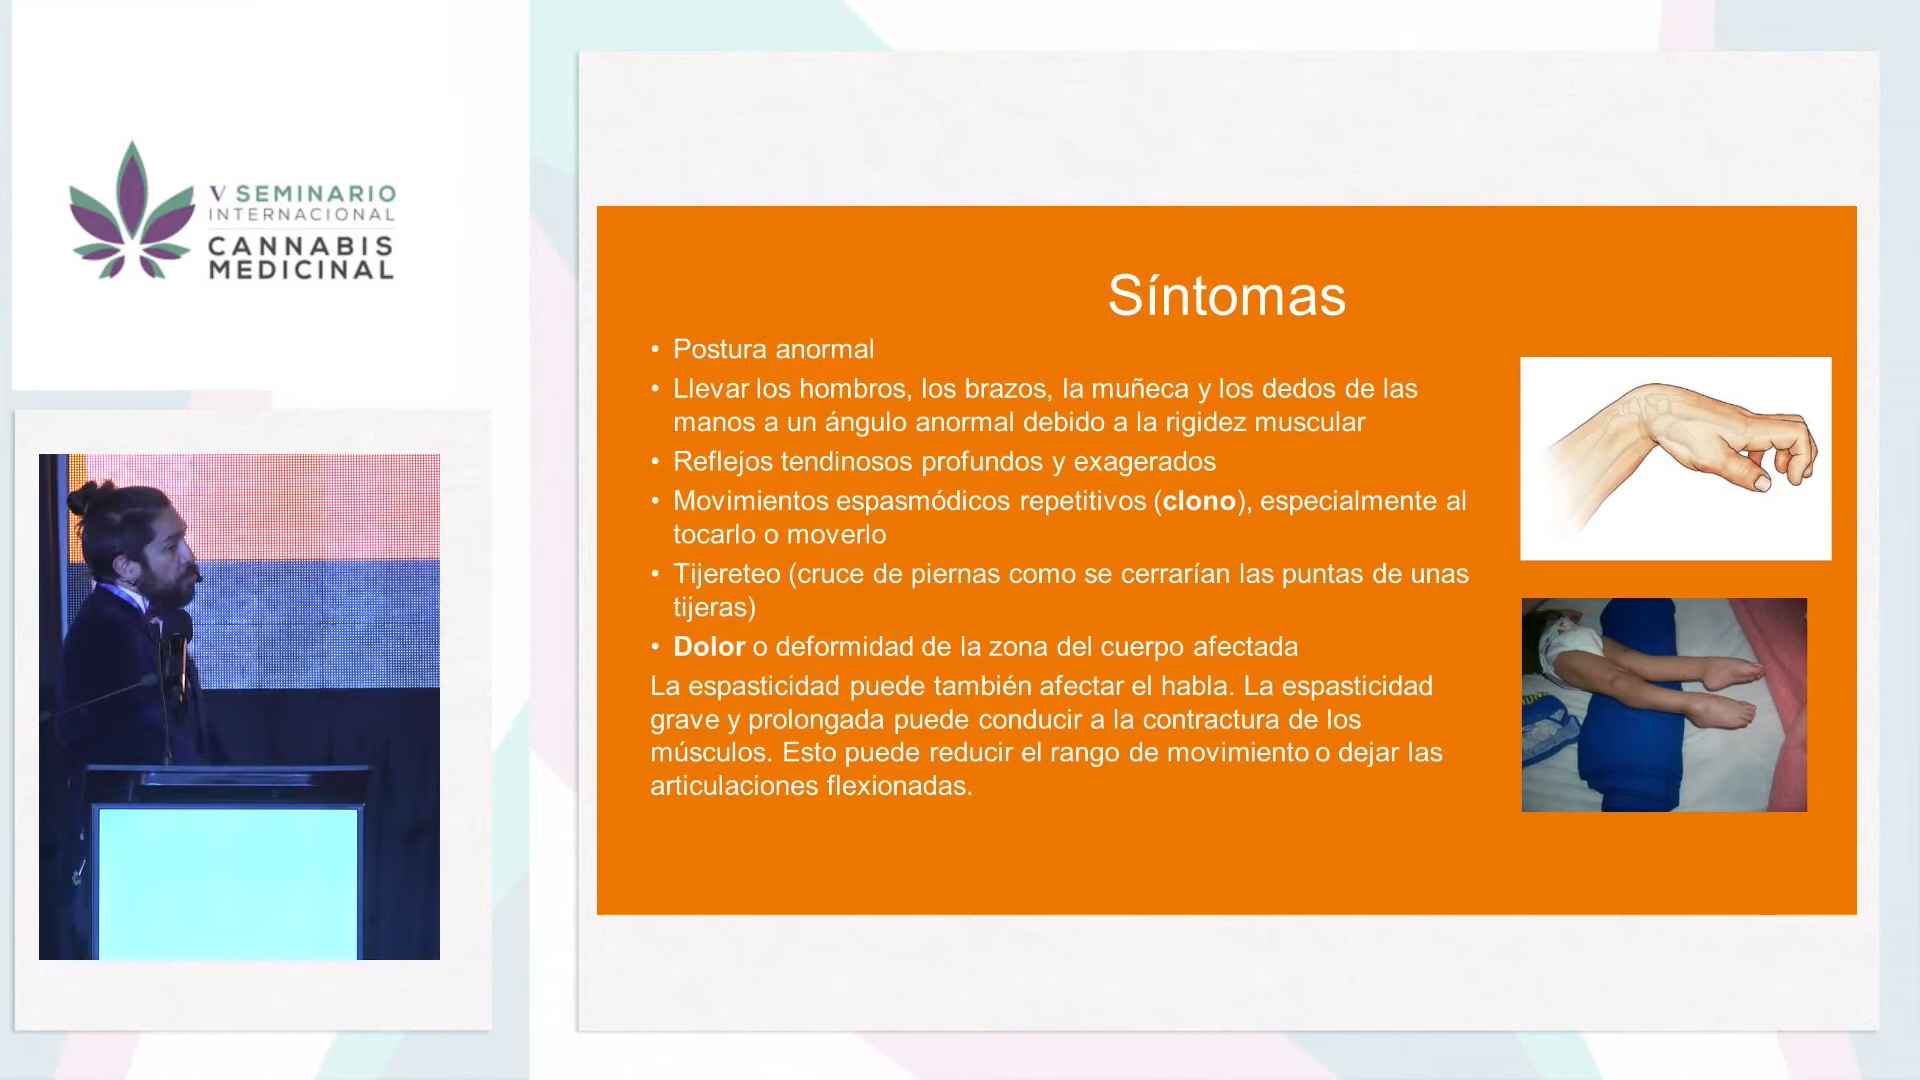 V SEMINARIO
INTERNACIONAL
CANNABIS
MEDICINAL
Síntomas
• Postura anormal
• Llevar los hombros, los brazos, la muñeca y los dedos de las
manos a un ángulo anormal debido a la rigidez muscular
• Reflejos tendinosos profundos y exagerados
• Movimientos espasmódicos repetitivos (clono), especialmente al
tocarlo o moverlo
• Tijereteo (cruce de piernas como se cerrarían las puntas de unas
tijeras)
• Dolor o deformidad de la zona del cuerpo afectada
La espasticidad puede también afectar el habla. La espasticidad
grave y prolongada puede conducir a la contractura de los
músculos. Esto puede reducir el rango de movimiento o dejar las
articulaciones flexionadas.